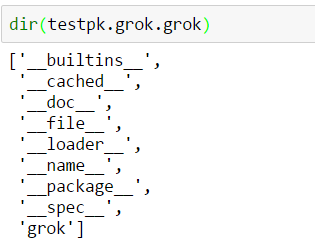 dir(testpk.grok.grok)
['__builtins__',
'__cached__',
'__doc__',
'__file__',
'__loader__',
'__name__',
'__package__',
'__spec__',
'grok']